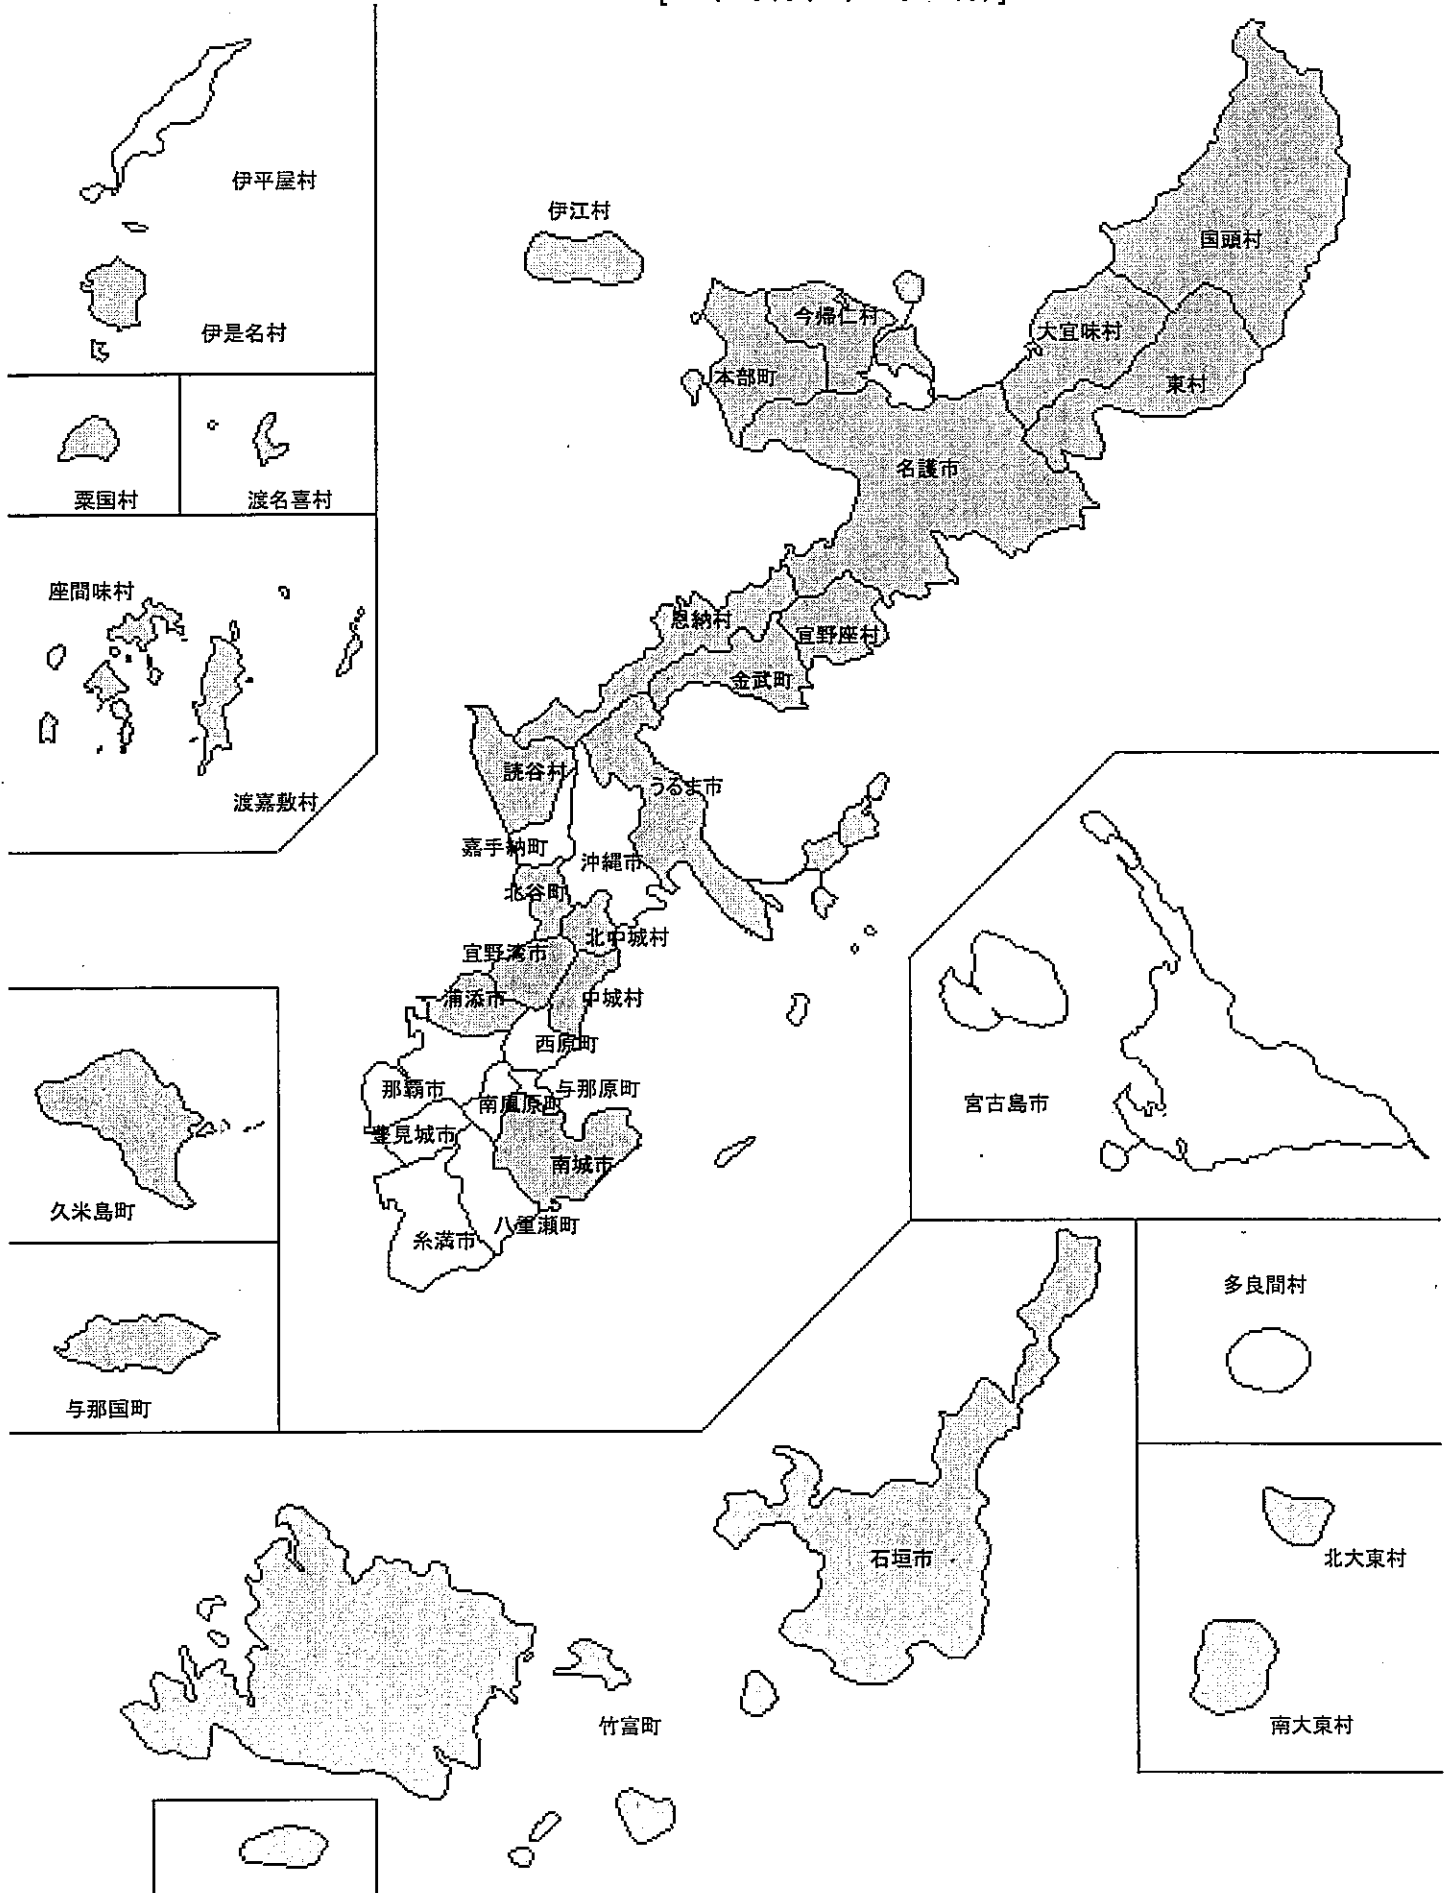 伊平屋村
伊江村
国頭村
伊是名村
今帰仁村
大宜味村
本部町
東村
名護市
粟国村
渡名喜村
座間味村
恩納村
宜野座村
金武町
読谷村
うるま市
渡嘉敷村
嘉手納町
沖縄市
北谷町
北中城村
宜野湾市
浦添市
中城村
西原町
那覇市
南風原町
与那原町
宮古島市
豊見城市
南城市
久米島町
八重瀬町
糸満市
多良間村
与那国町
石垣市
北大東村
竹富町
南大東村